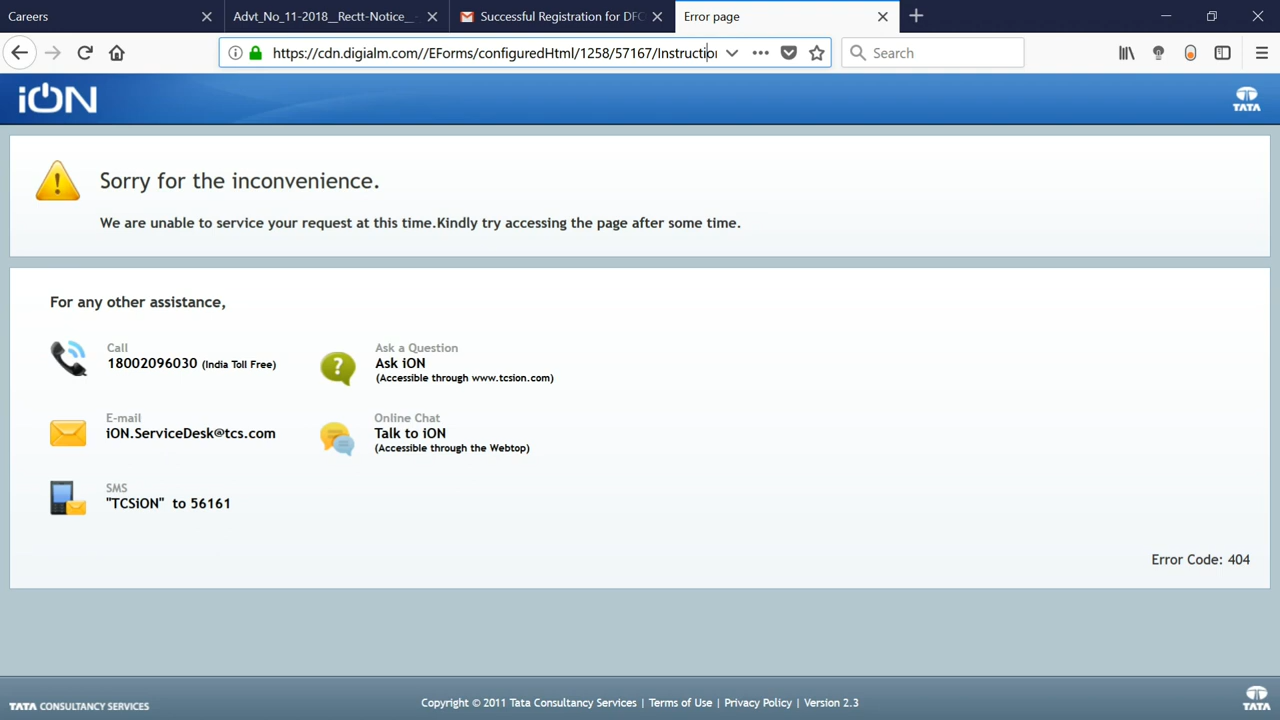 Careers
Advt_No_11-2018__Rectt-Notice_
Successful Registration for DFC
Error page
https://cdn.digialm.com//EForms/configuredHtml/1258/57167/Instruction
Search
iON
TATA
Sorry for the inconvenience.
We are unable to service your request at this time.Kindly try accessing the page after some time.
For any other assistance,
Call
18002096030 (India Toll Free)
Ask a Question
Ask iON
(Accessible through www.tcsion.com)
E-mail
iON.ServiceDesk@tcs.com
Online Chat
Talk to iON
(Accessible through the Webtop)
SMS
"TCSiON" to 56161
Error Code: 404
TATA CONSULTANCY SERVICES
Copyright © 2011 Tata Consultancy Services | Terms of Use | Privacy Policy | Version 2.3
TATA